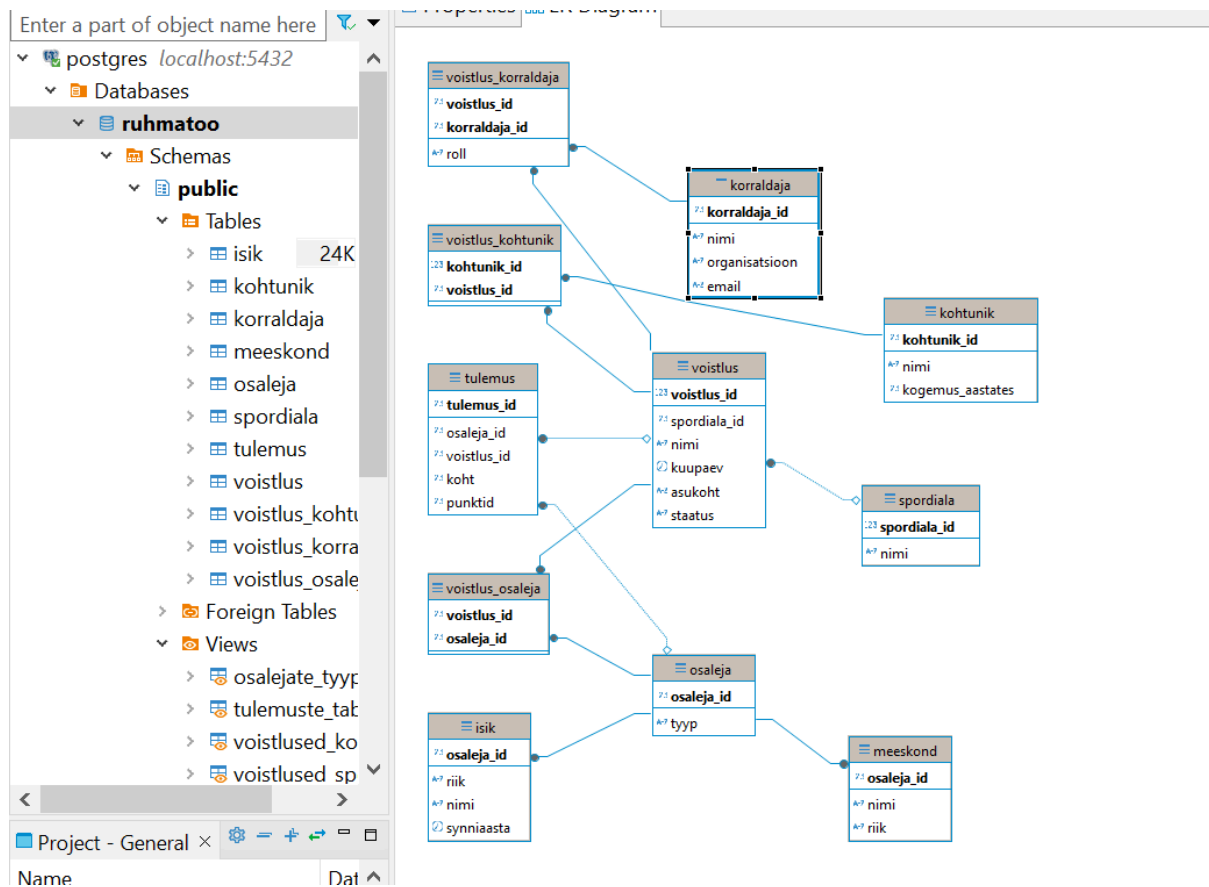 Enter a part of object name here
postgres localhost:5432
Databases
ruhmatoo
Schemas
public
Tables
isik 24K
kohtunik
korraldaja
meeskond
osaleja
spordiala
tulemus
voistlus
voistlus_kohtu
voistlus_korra
voistlus_osale
Foreign Tables
Views
osalejate_tyyp
tulemuste_tab
voistlused_ko
voistlused_sp
Project - General
Name Dat
Properties ER Diagram
voistlus_korraldaja
voistlus_id
korraldaja_id
roll
korraldaja
korraldaja_id
nimi
organisatsioon
email
voistlus_kohtunik
123 kohtunik_id
voistlus_id
kohtunik
kohtunik_id
nimi
kogemus_aastates
tulemus
tulemus_id
osaleja_id
voistlus_id
koht
punktid
voistlus
123 voistlus_id
spordiala_id
nimi
kuupaev
asukoht
staatus
spordiala
123 spordiala_id
nimi
voistlus_osaleja
voistlus_id
osaleja_id
osaleja
osaleja_id
tyyp
isik
osaleja_id
riik
nimi
synniaasta
meeskond
osaleja_id
nimi
riik